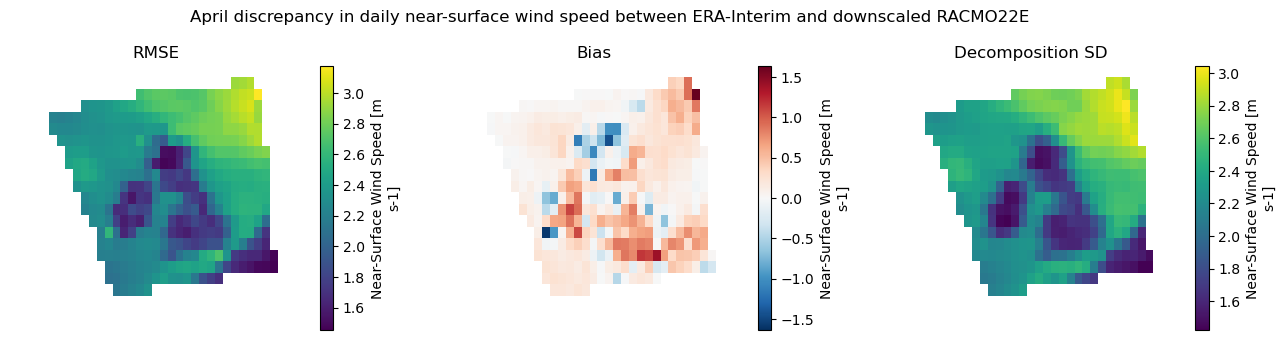 April discrepancy in daily near-surface wind speed between ERA-Interim and downscaled RACMO22E
RMSE
3.0
2.8
2.6
2.4
2.2
2.0
1.8
1.6
Near-Surface Wind Speed [m
s-1]
Bias
1.5
1.0
0.5
0.0
−0.5
−1.0
−1.5
Near-Surface Wind Speed [m
s-1]
Decomposition SD
3.0
2.8
2.6
2.4
2.2
2.0
1.8
1.6
Near-Surface Wind Speed [m
s-1]